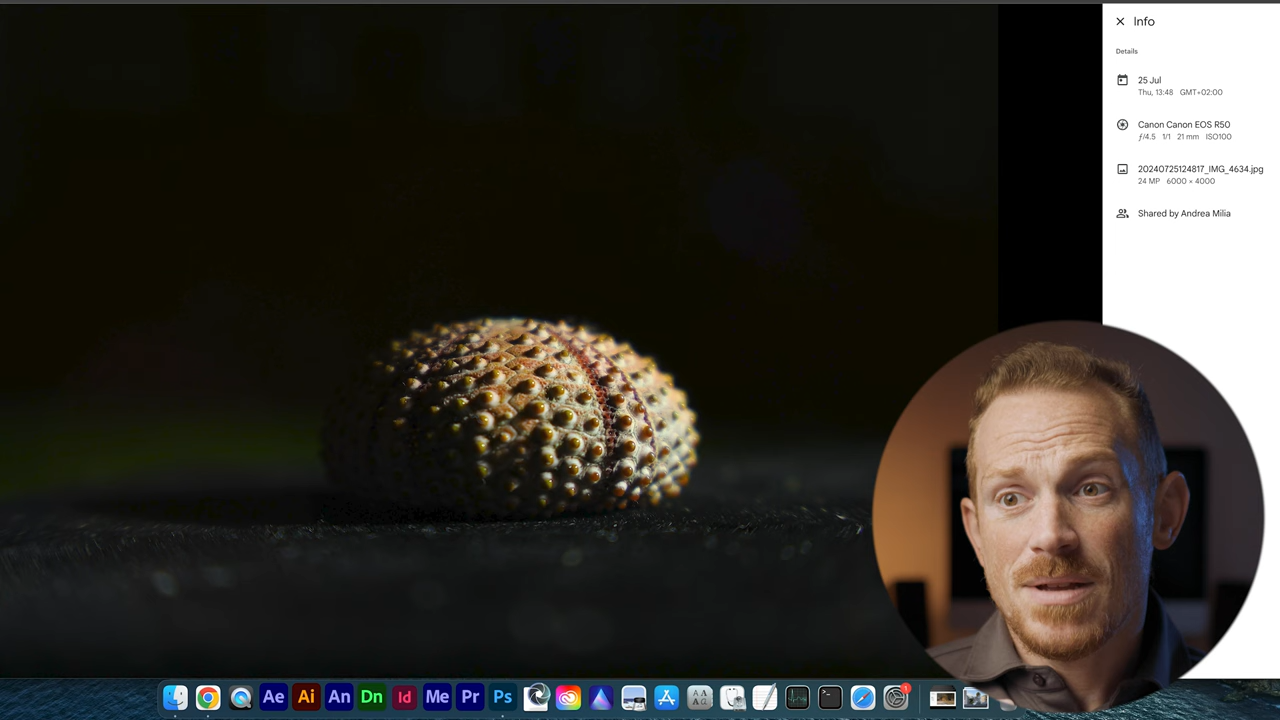 Info
Details
25 Jul
Thu, 13:48 GMT+02:00
Canon Canon EOS R50
ƒ/4.5 1/1 21 mm ISO100
20240725124817_IMG_4634.jpg
24 MP 6000 × 4000
Shared by Andrea Milia
Ae Ai An Dn Id Me Pr Ps
1